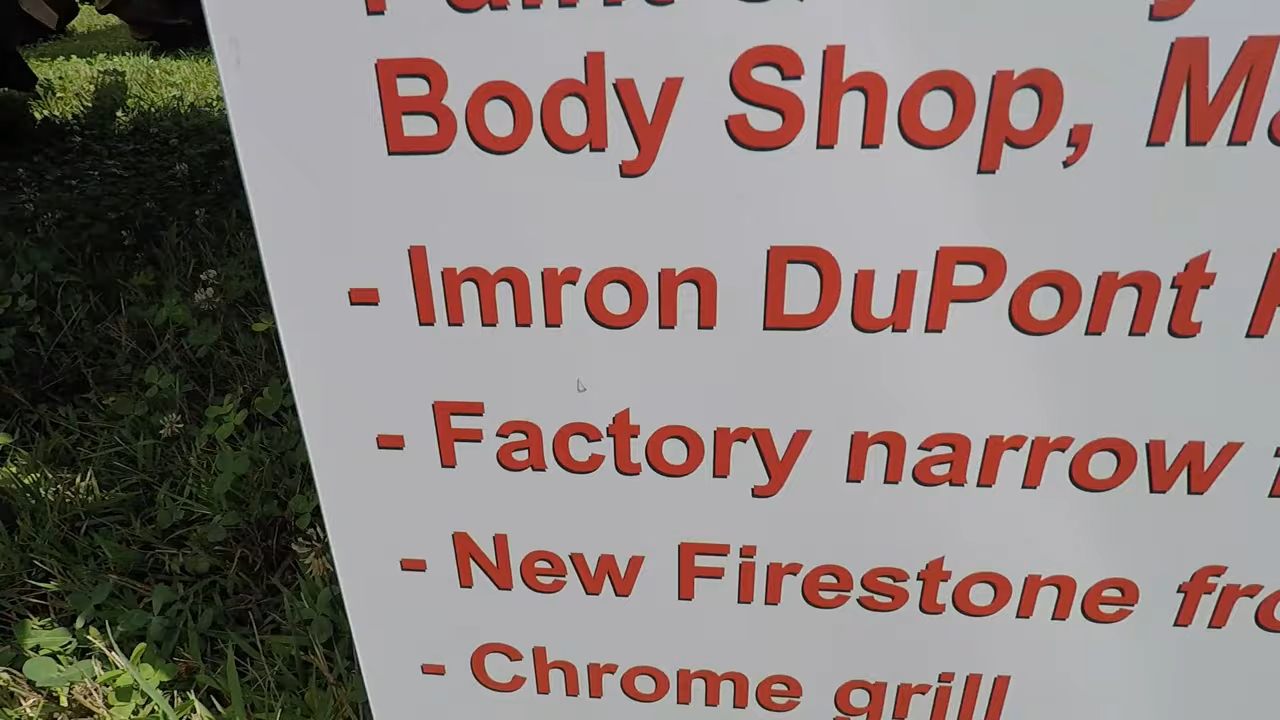 Body Shop,
- Imron DuPont
- Factory narrow
- New Firestone
- Chrome grill